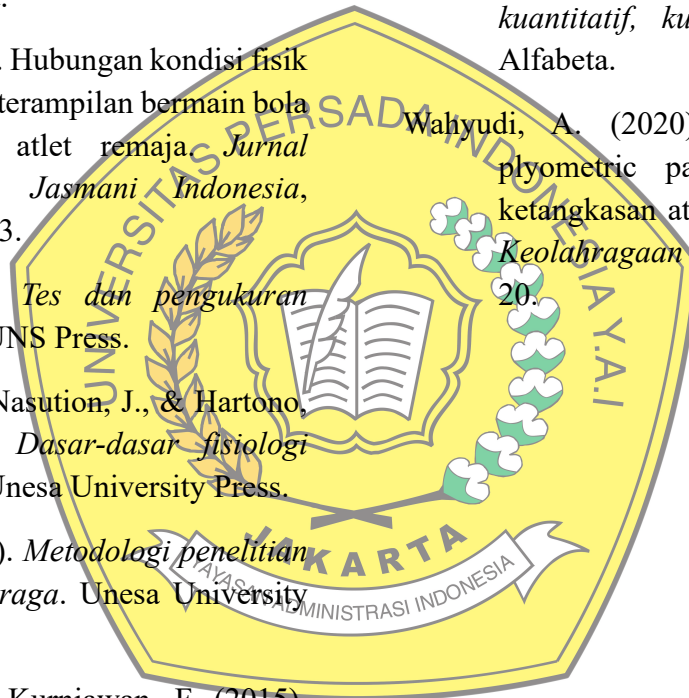 . Hubungan kondisi fisik
terampilan bermain bola
atlet remaja. Jurnal
Jasmani Indonesia,
3.
Tes dan pengukuran
UNS Press.
Nasution, J., & Hartono,
Dasar-dasar fisiologi
Unesa University Press.
). Metodologi penelitian
raga. Unesa University
Kurniawan, F. (2015).
kuantitatif, ku
Alfabeta.
Wahyudi, A. (2020)
plyometric pa
ketangkasan at
Keolahragaan
20.
UNIVERSITAS PERSADA INDONESIA Y.A.I
JAKARTA
YAYASAN ADMINISTRASI INDONESIA